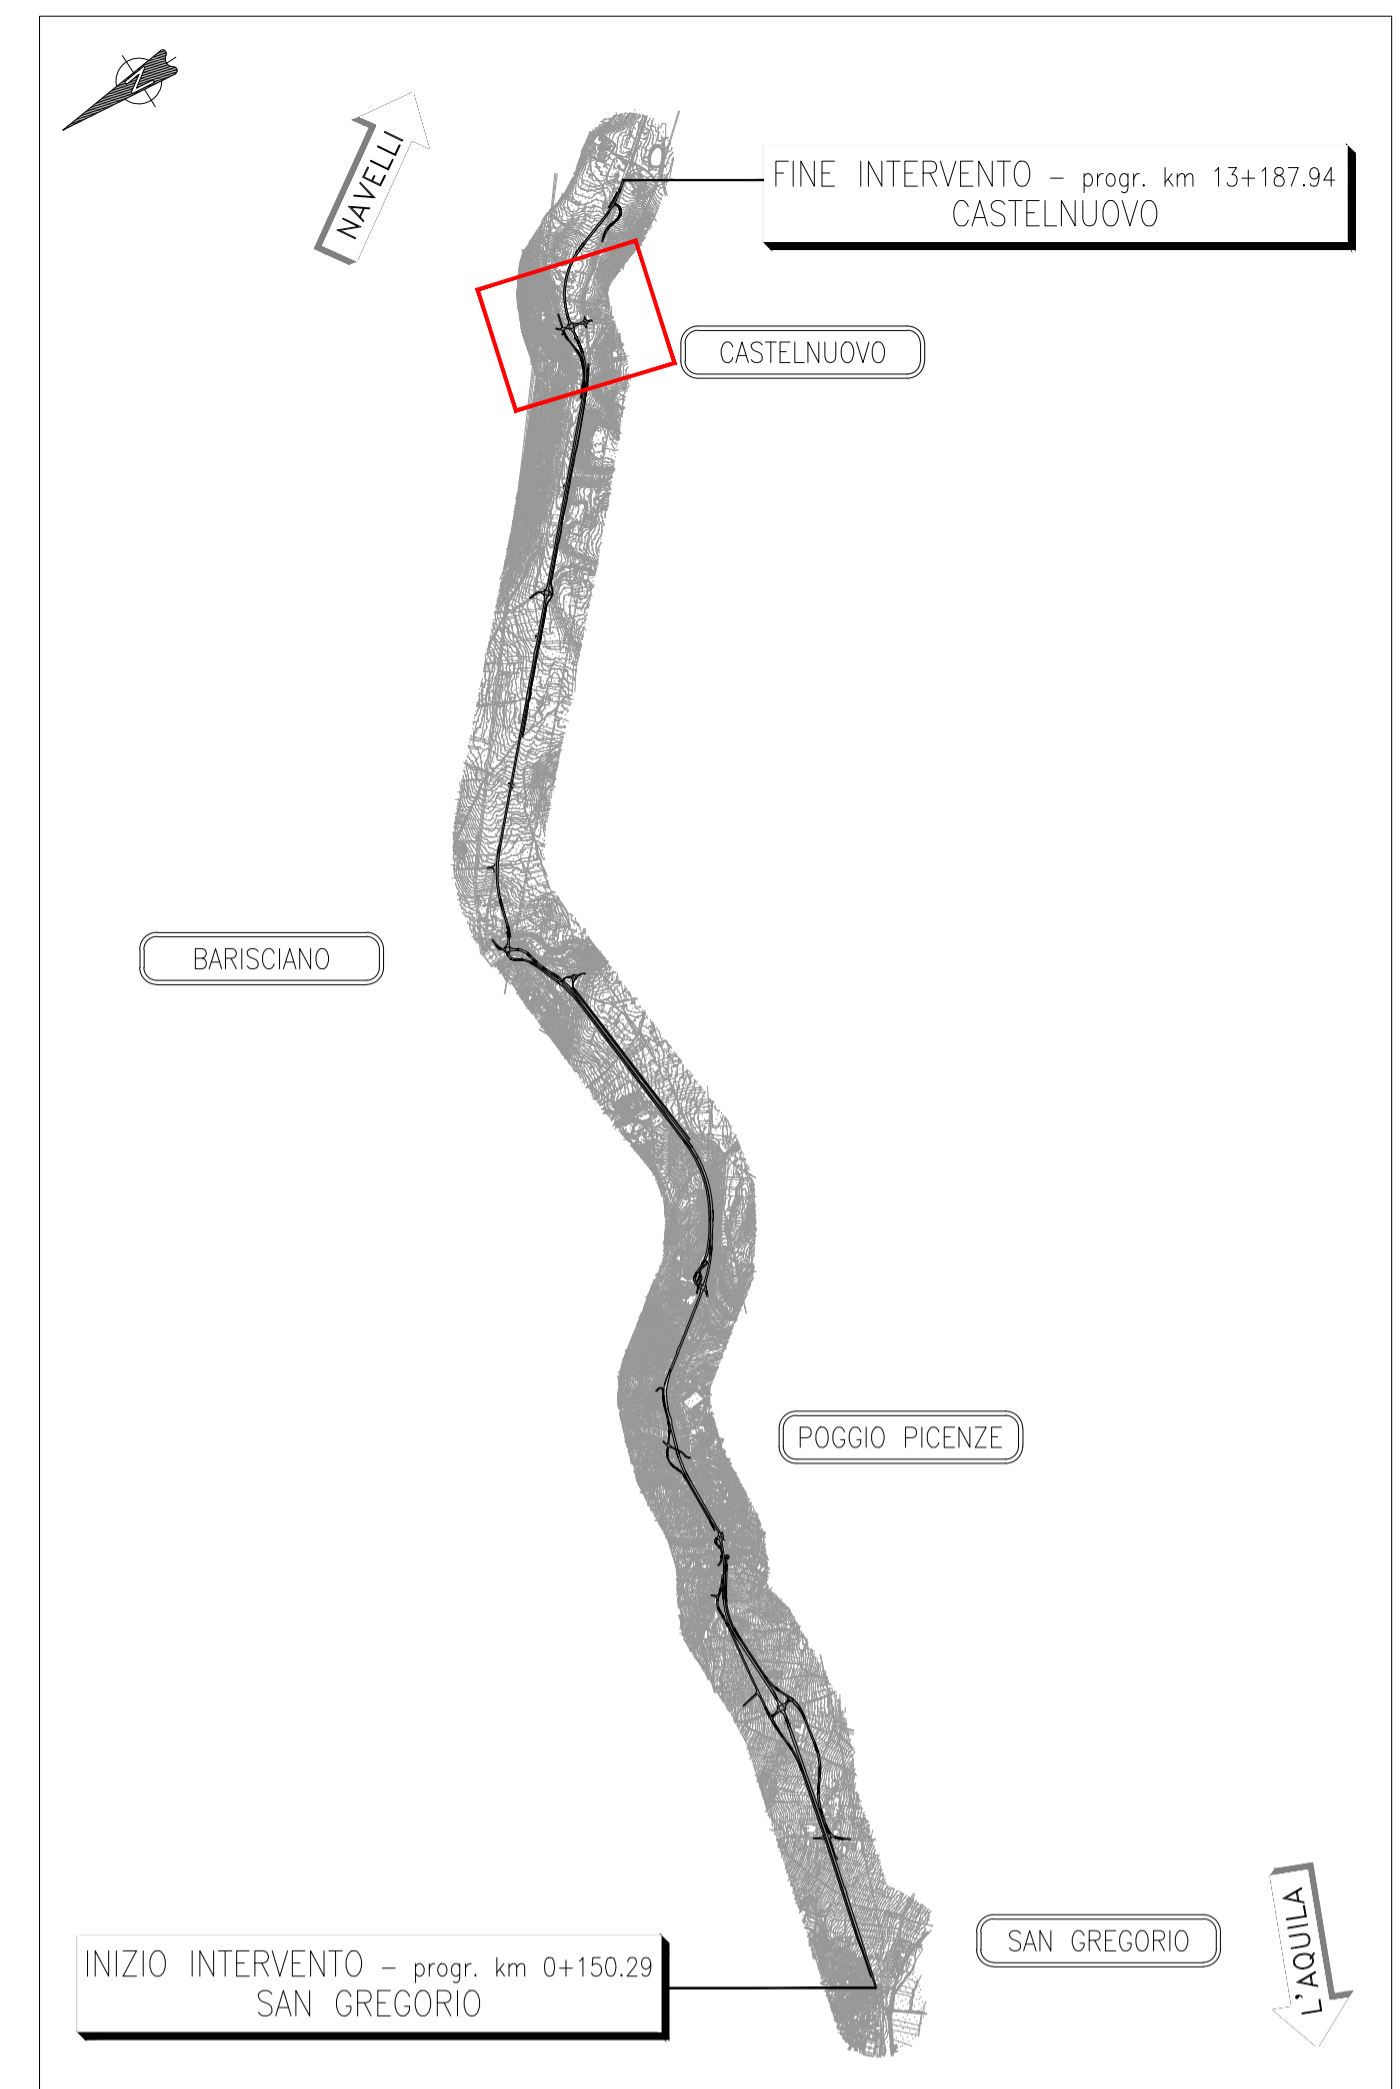 NAVELLI
FINE INTERVENTO – progr. km 13+187.94
CASTELNUOVO
CASTELNUOVO
BARISCIANO
POGGIO PICENZE
SAN GREGORIO
L'AQUILA
INIZIO INTERVENTO – progr. km 0+150.29
SAN GREGORIO